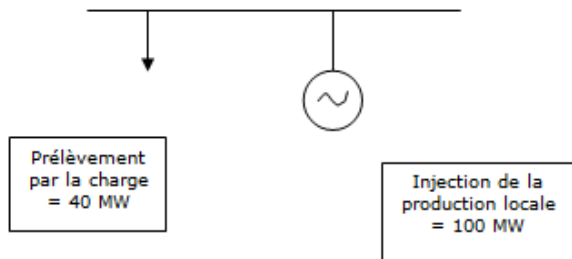 Prélèvement
par la charge
= 40 MW
Injection de la
production locale
= 100 MW